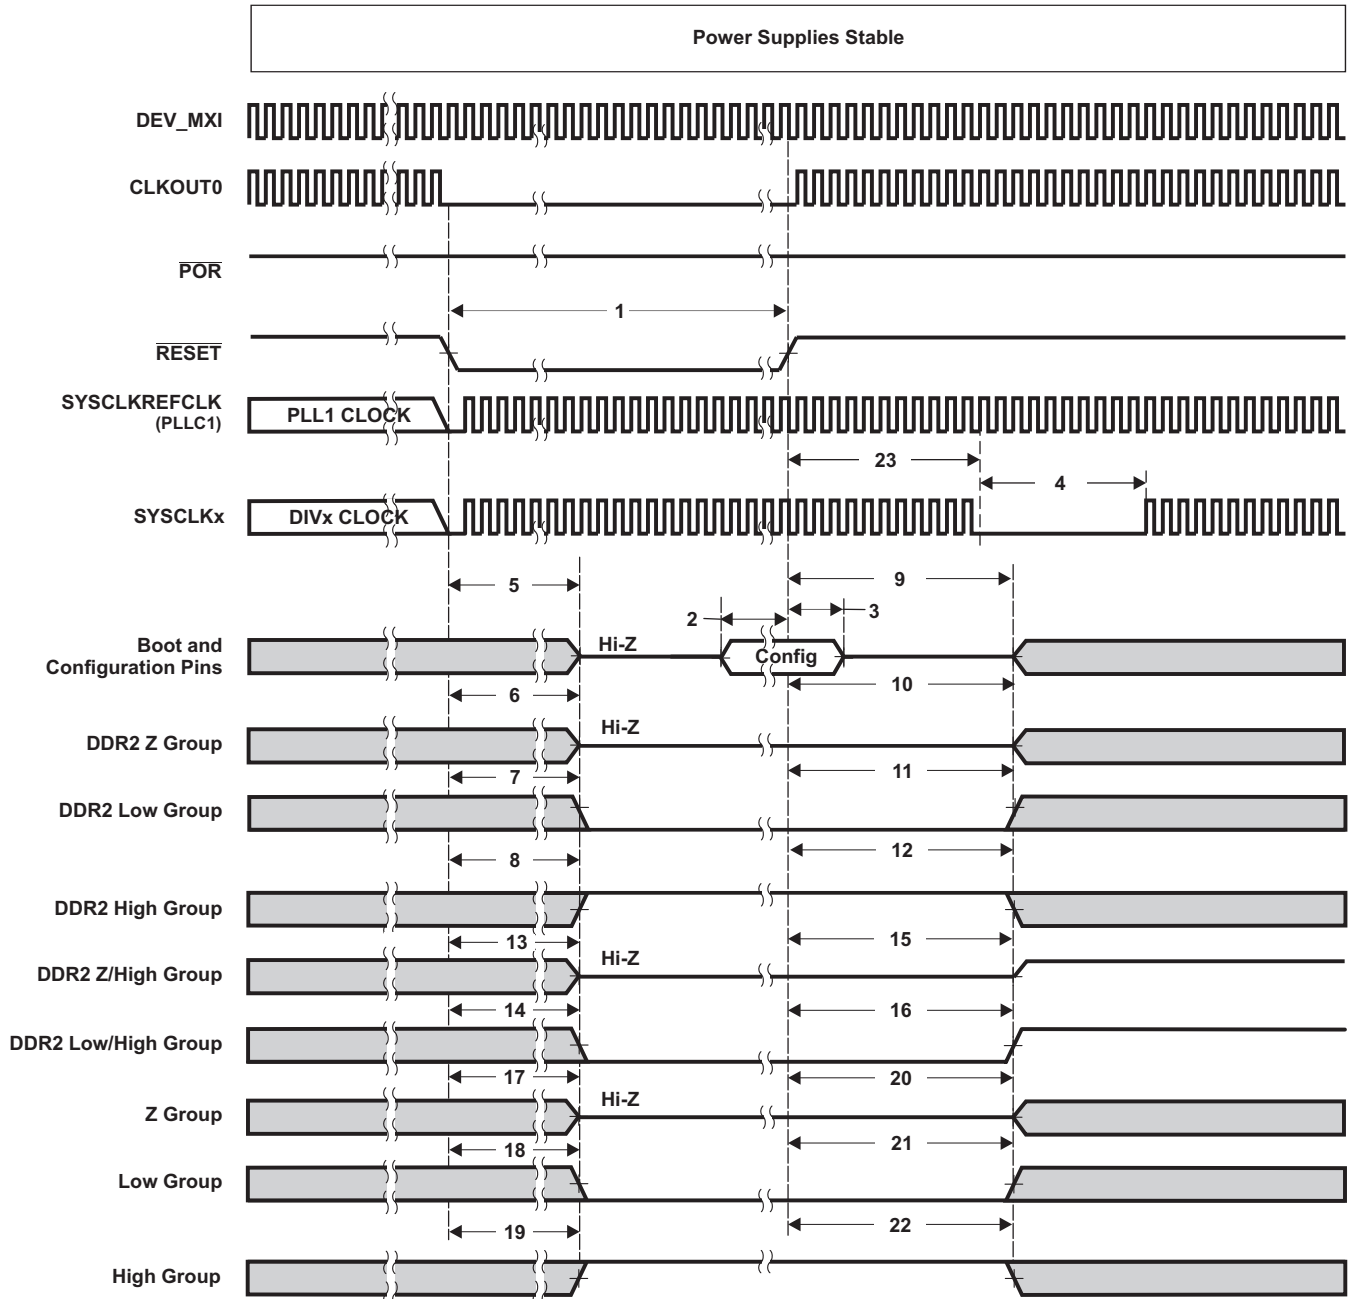 Power Supplies Stable
DEV_MXI
CLKOUT0
POR
1
RESET
SYSCLKREFCLK
(PLLC1)
PLL1 CLOCK
23
4
SYSCLKx
DIVx CLOCK
5
9
2
3
Boot and
Configuration Pins
Hi-Z
Config
6
10
DDR2 Z Group
Hi-Z
7
11
DDR2 Low Group
8
12
DDR2 High Group
13
15
DDR2 Z/High Group
Hi-Z
14
16
DDR2 Low/High Group
17
20
Z Group
Hi-Z
18
21
Low Group
19
22
High Group